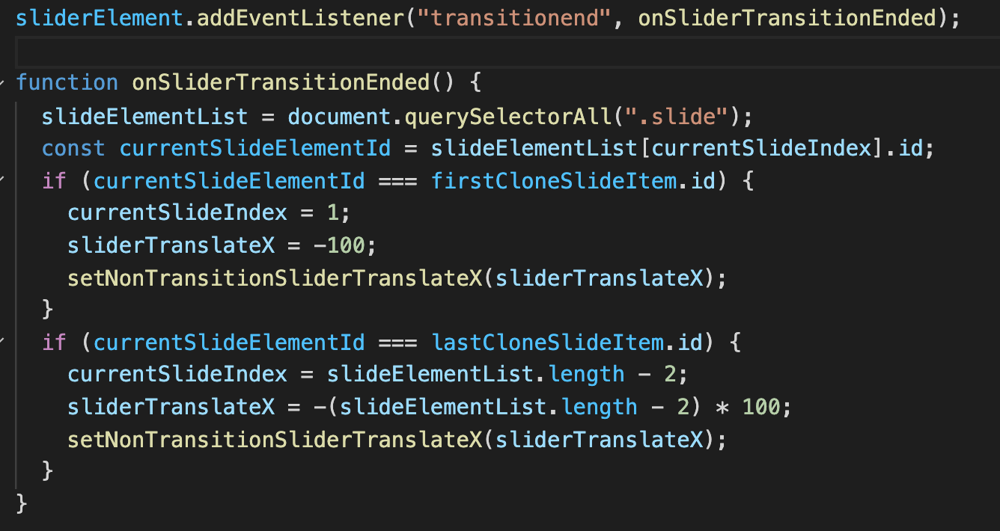 sliderElement.addEventListener("transitionend", onSliderTransitionEnded);
function onSliderTransitionEnded() {
slideElementList = document.querySelectorAll(".slide");
const currentSlideElementId = slideElementList[currentSlideIndex].id;
if (currentSlideElementId === firstCloneSlideItem.id) {
currentSlideIndex = 1;
sliderTranslateX = -100;
setNonTransitionSliderTranslateX(sliderTranslateX);
}
if (currentSlideElementId === lastCloneSlideItem.id) {
currentSlideIndex = slideElementList.length - 2;
sliderTranslateX = -(slideElementList.length - 2) * 100;
setNonTransitionSliderTranslateX(sliderTranslateX);
}
}